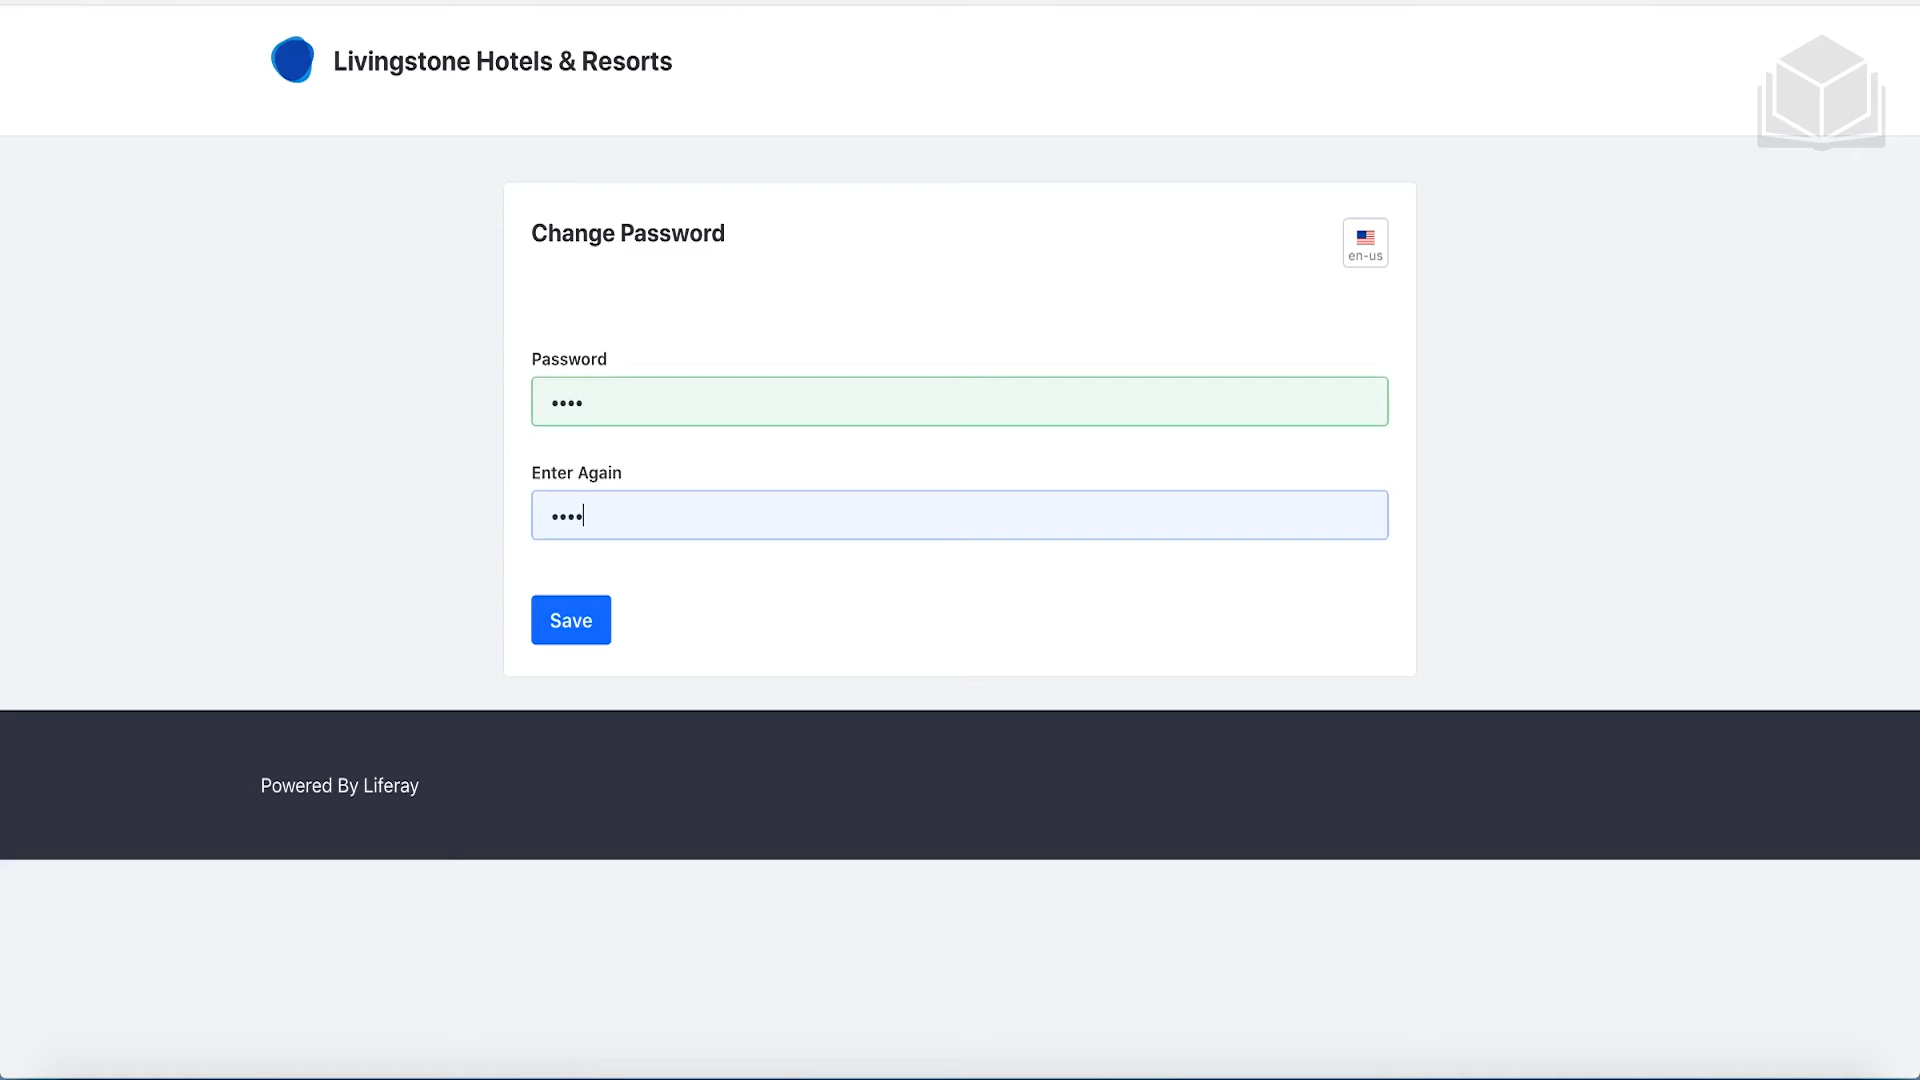 Livingstone Hotels & Resorts
Change Password
en-us
Password
••••
Enter Again
••••
Save
Powered By Liferay